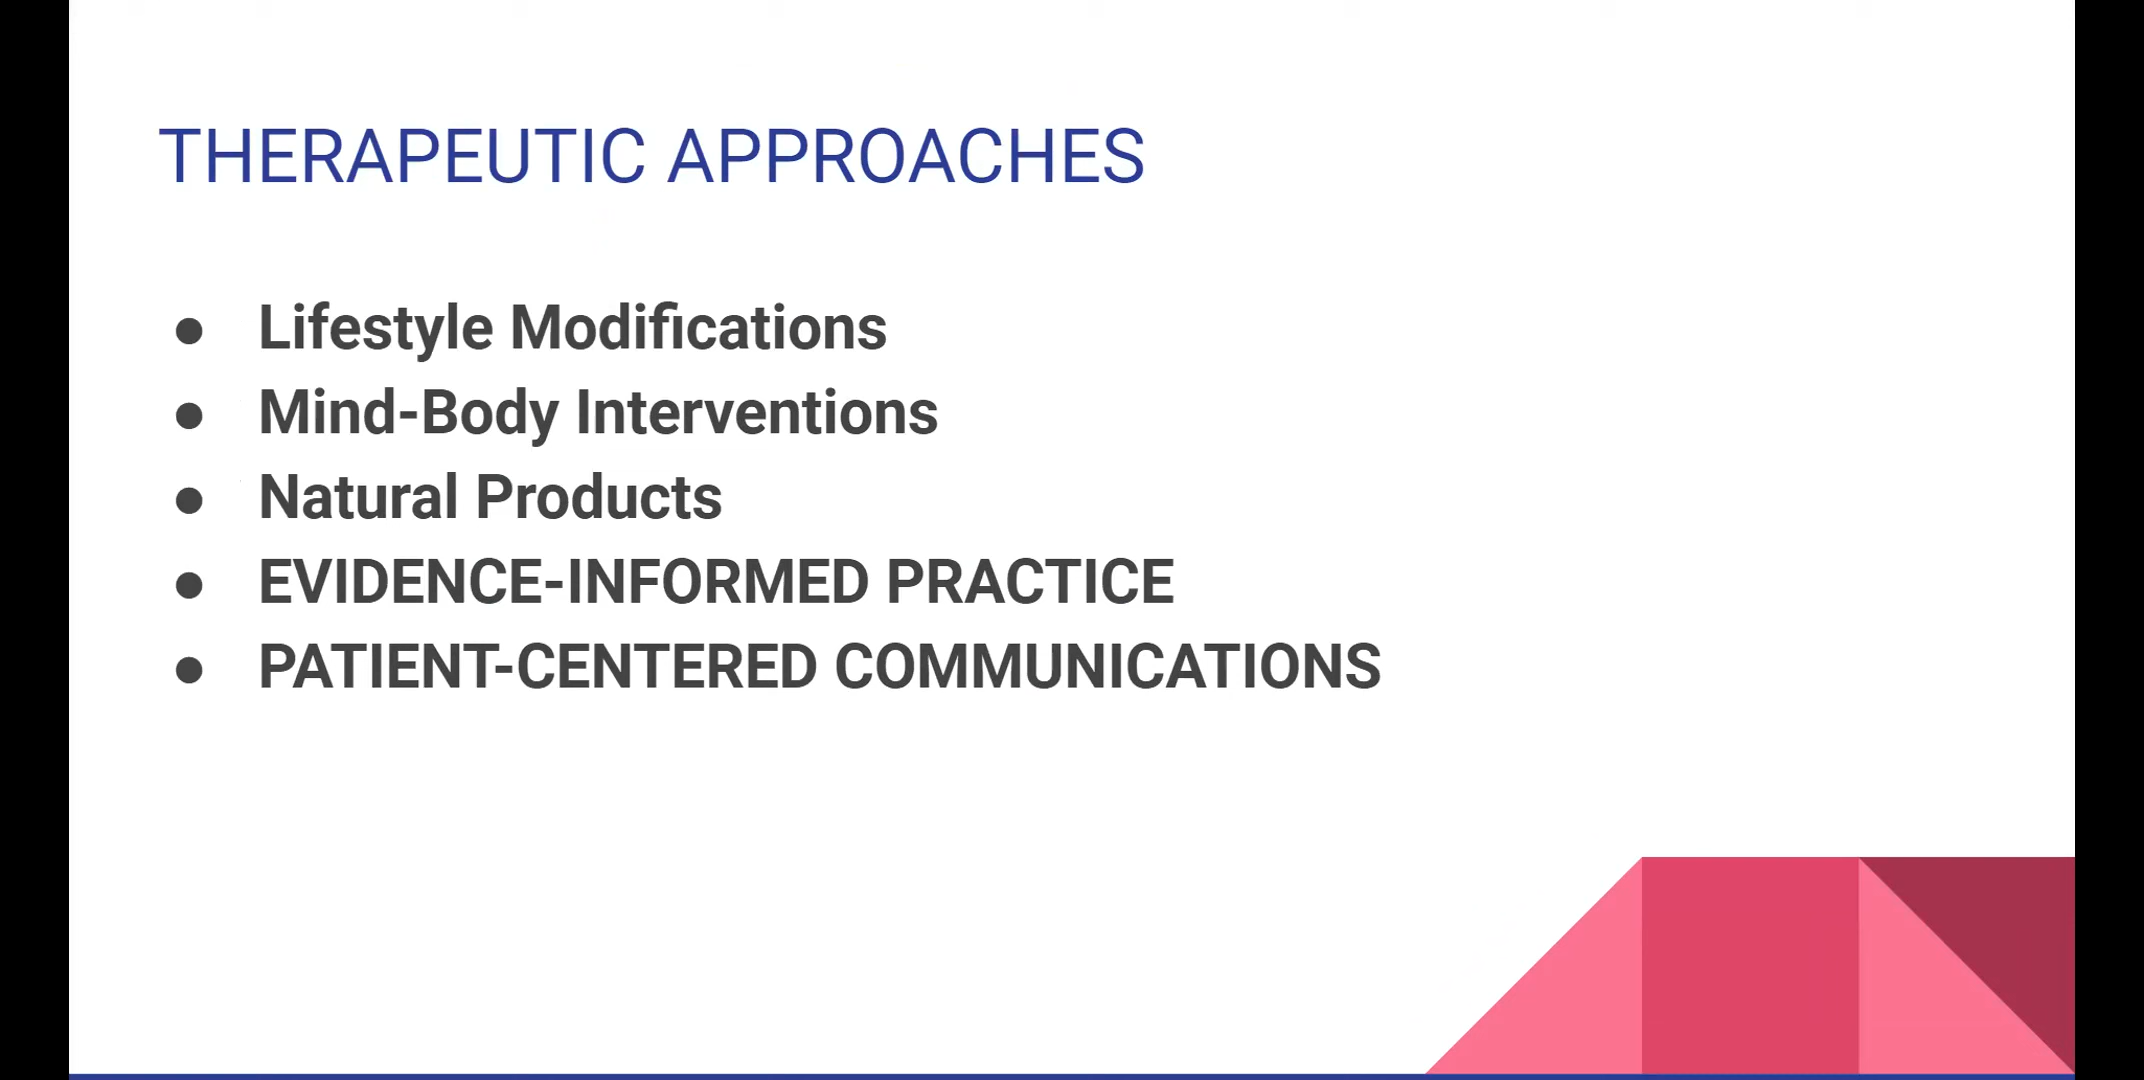 THERAPEUTIC APPROACHES
● Lifestyle Modifications
● Mind-Body Interventions
● Natural Products
● EVIDENCE-INFORMED PRACTICE
● PATIENT-CENTERED COMMUNICATIONS